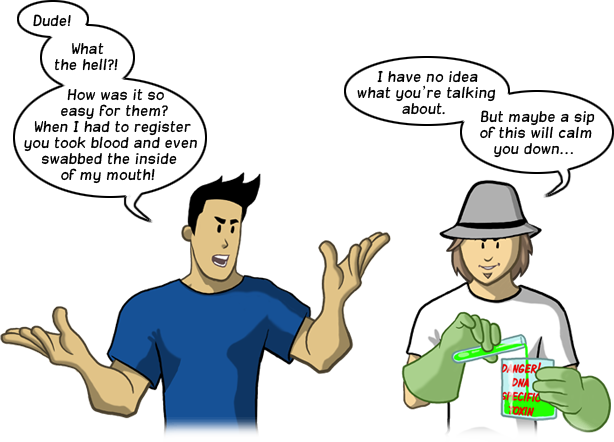 Dude!
What
the hell?!
How was it so
easy for them?
When I had to register
you took blood and even
swabbed the inside
of my mouth!
I have no idea
what you're talking
about.
But maybe a sip
of this will calm
you down...
DANGER!
DNA
SPECIFIC
TOXIN